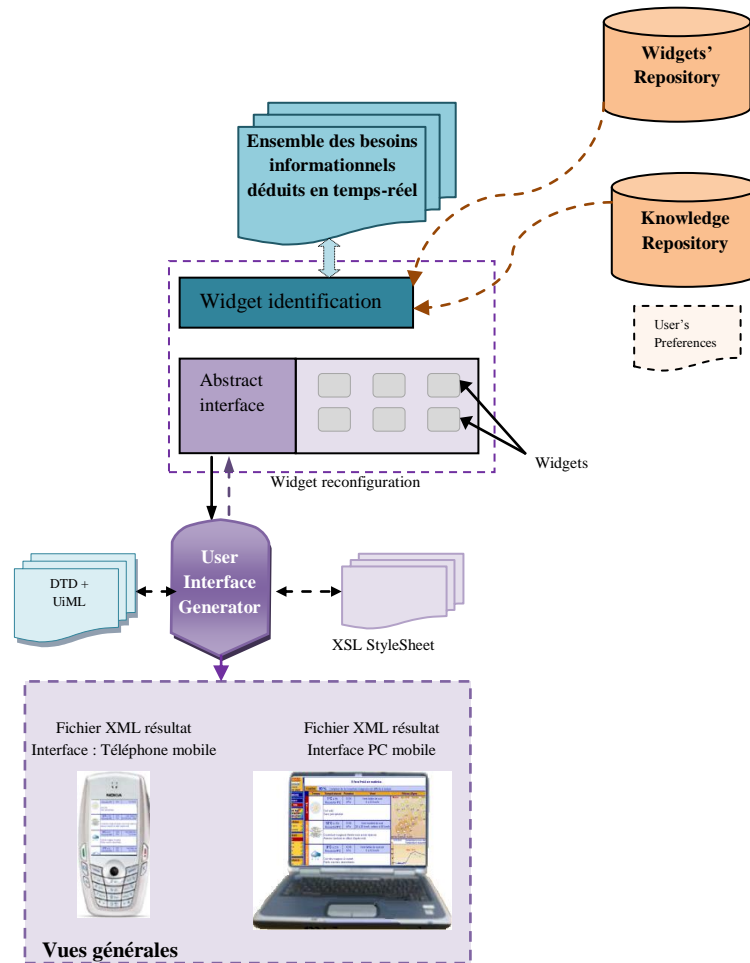 Widgets'
Repository
Ensemble des besoins
informationnels
déduits en temps-réel
Knowledge
Repository
Widget identification
User's
Preferences
Abstract
interface
Widgets
Widget reconfiguration
User
Interface
Generator
DTD +
UiML
XSL StyleSheet
Fichier XML résultat
Interface : Téléphone mobile
Fichier XML résultat
Interface PC mobile
NOKIA
Vues générales